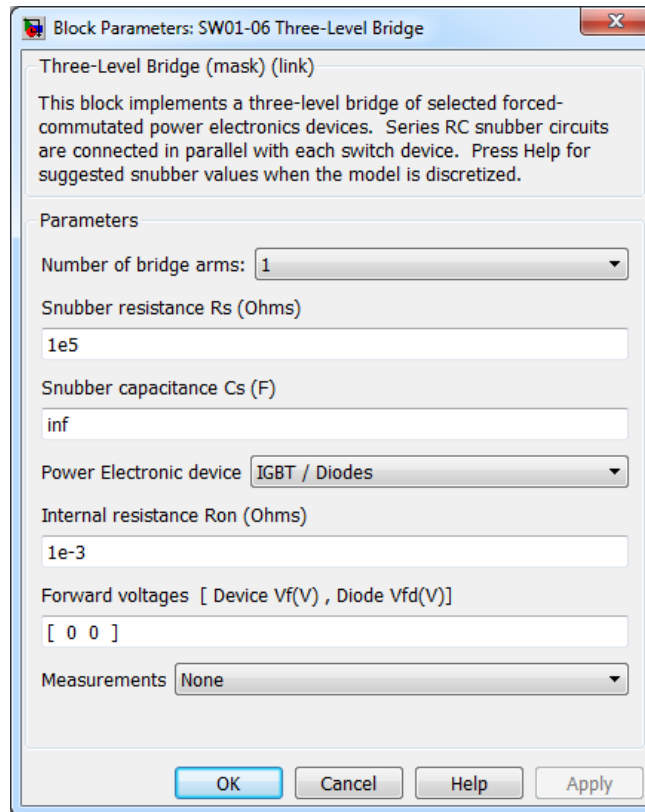 Block Parameters: SW01-06 Three-Level Bridge
Three-Level Bridge (mask) (link)
This block implements a three-level bridge of selected forced-
commutated power electronics devices.  Series RC snubber circuits
are connected in parallel with each switch device.  Press Help for
suggested snubber values when the model is discretized.
Parameters
Number of bridge arms: 1
Snubber resistance Rs (Ohms)
1e5
Snubber capacitance Cs (F)
inf
Power Electronic device IGBT / Diodes
Internal resistance Ron (Ohms)
1e-3
Forward voltages  [ Device Vf(V) , Diode Vfd(V)]
[ 0 0 ]
Measurements None
OK Cancel Help Apply